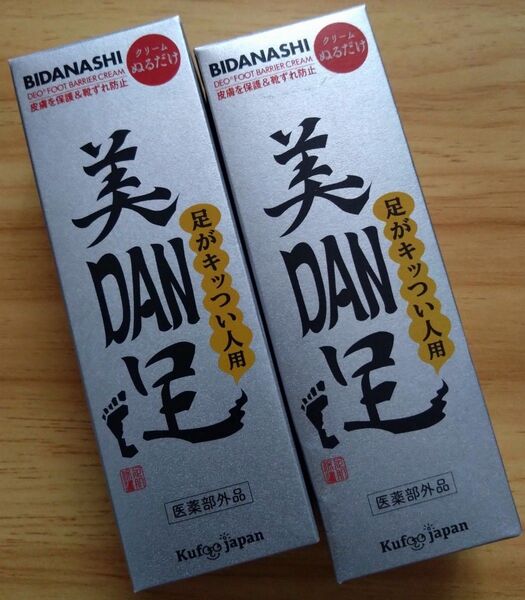 BIDANASHI
DEO FOOT BARRIER CREAM
皮膚を保護&靴ずれ防止
クリーム
ぬるだけ
美
DAN
足
足がキッつい人用
医薬部外品
Kufoo japan
BIDANASHI
DEO FOOT BARRIER CREAM
皮膚を保護&靴ずれ防止
クリーム
ぬるだけ
美
DAN
足
足がキッつい人用
医薬部外品
Kufoo japan